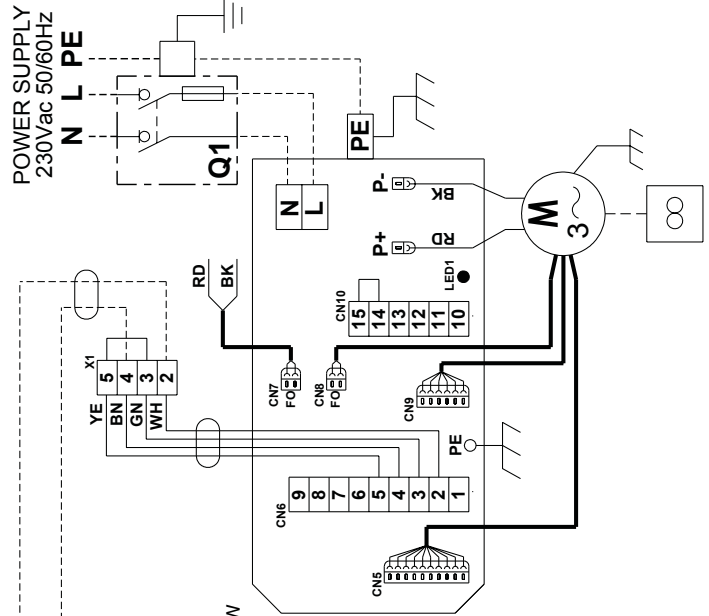 POWER SUPPLY
230Vac 50/60Hz
N L PE
Q1
PE
N
L
P+
P-
RD
BK
M
3~
LED1
CN10
15
14
13
12
11
10
RD
BK
CN7
FO
CN8
FO
CN9
X1
5
4
3
2
YE
BN
GN
WH
PE
CN6
9
8
7
6
5
4
3
2
1
CN5
W